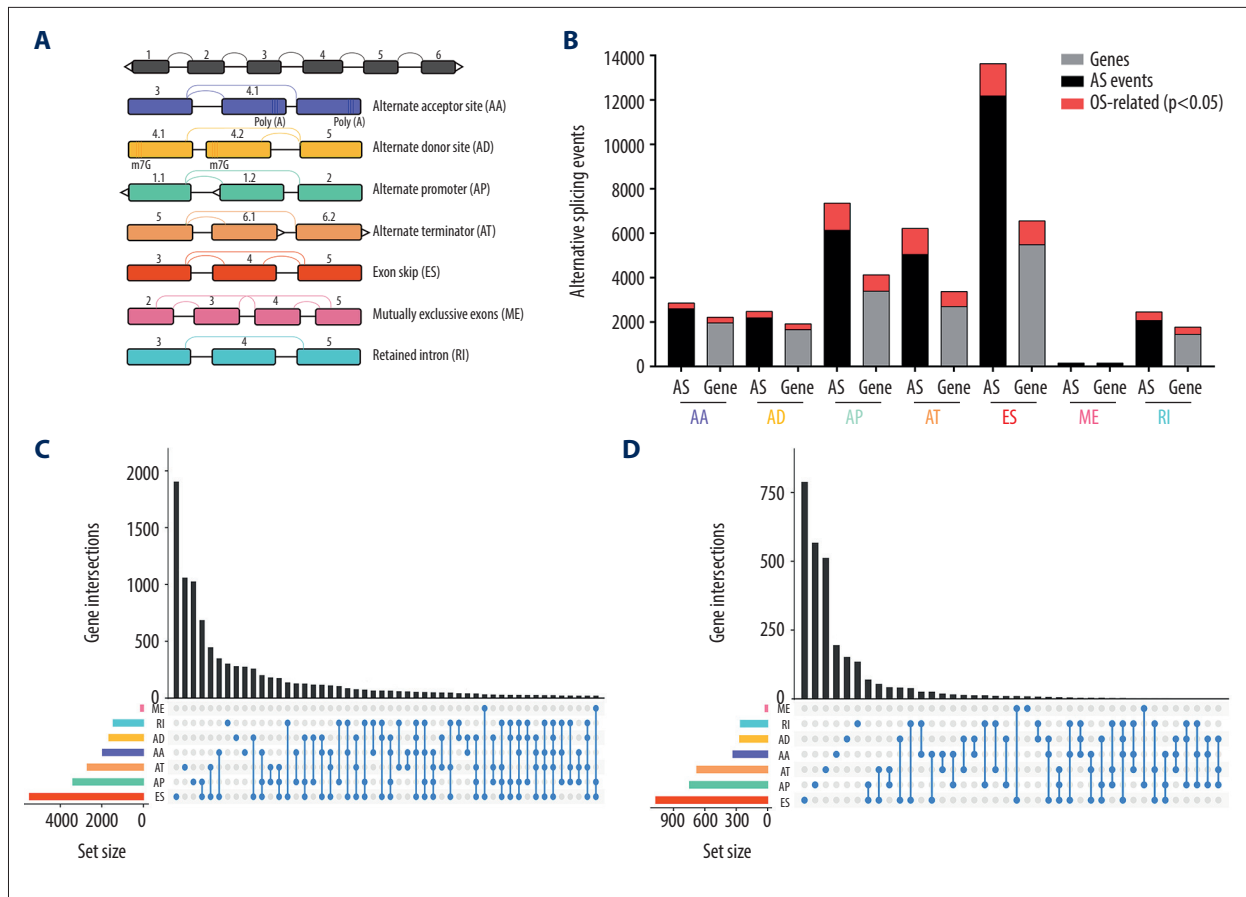 A
1 2 3 4 5 6
3 4.1
Alternate acceptor site (AA)
Poly (A) Poly (A)
4.1 4.2 5
Alternate donor site (AD)
m7G m7G
1.1 1.2 2
Alternate promoter (AP)
5 6.1 6.2
Alternate terminator (AT)
3 4 5
Exon skip (ES)
2 3 4 5
Mutually exclussive exons (ME)
3 4 5
Retained intron (RI)
B
Alternative splicing events
14000
12000
10000
8000
6000
4000
2000
0
Genes
AS events
OS-related (p<0.05)
AS Gene AS Gene AS Gene AS Gene AS Gene AS Gene AS Gene
AA AD AP AT ES ME RI
C
Gene intersections
2000
1500
1000
500
0
ME
RI
AD
AA
AT
AP
ES
4000 2000 0
Set size
D
Gene intersections
750
500
250
0
ME
RI
AD
AA
AT
AP
ES
900 600 300 0
Set size